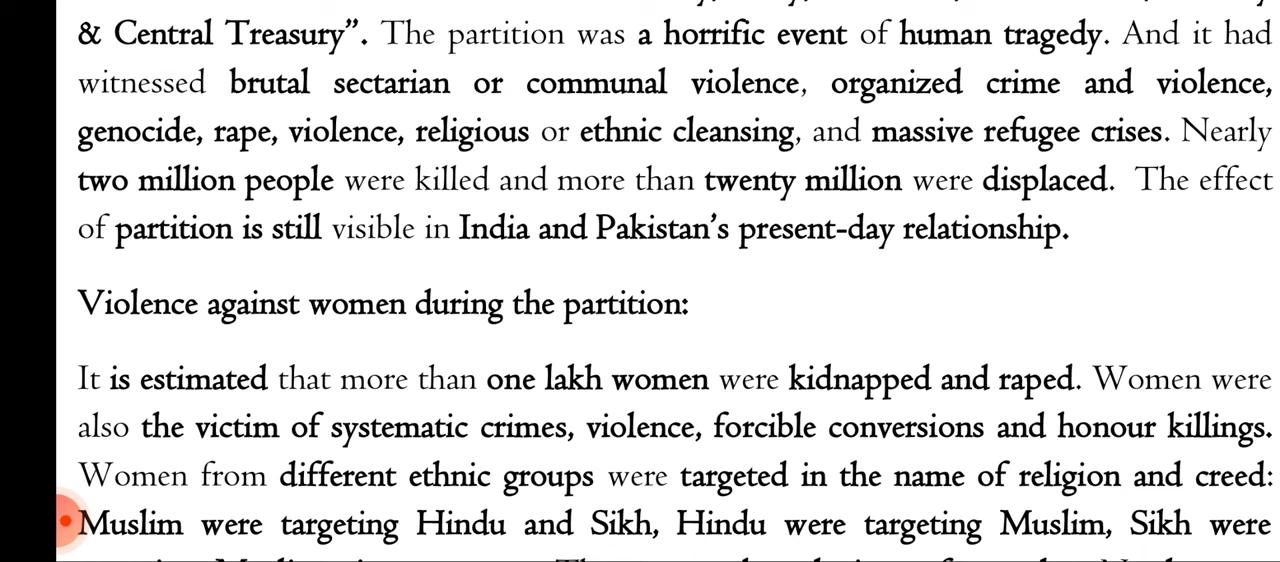 & Central Treasury”. The partition was a horrific event of human tragedy. And it had
witnessed brutal sectarian or communal violence, organized crime and violence,
genocide, rape, violence, religious or ethnic cleansing, and massive refugee crises. Nearly
two million people were killed and more than twenty million were displaced. The effect
of partition is still visible in India and Pakistan’s present-day relationship.
Violence against women during the partition:
It is estimated that more than one lakh women were kidnapped and raped. Women were
also the victim of systematic crimes, violence, forcible conversions and honour killings.
Women from different ethnic groups were targeted in the name of religion and creed:
Muslim were targeting Hindu and Sikh, Hindu were targeting Muslim, Sikh were